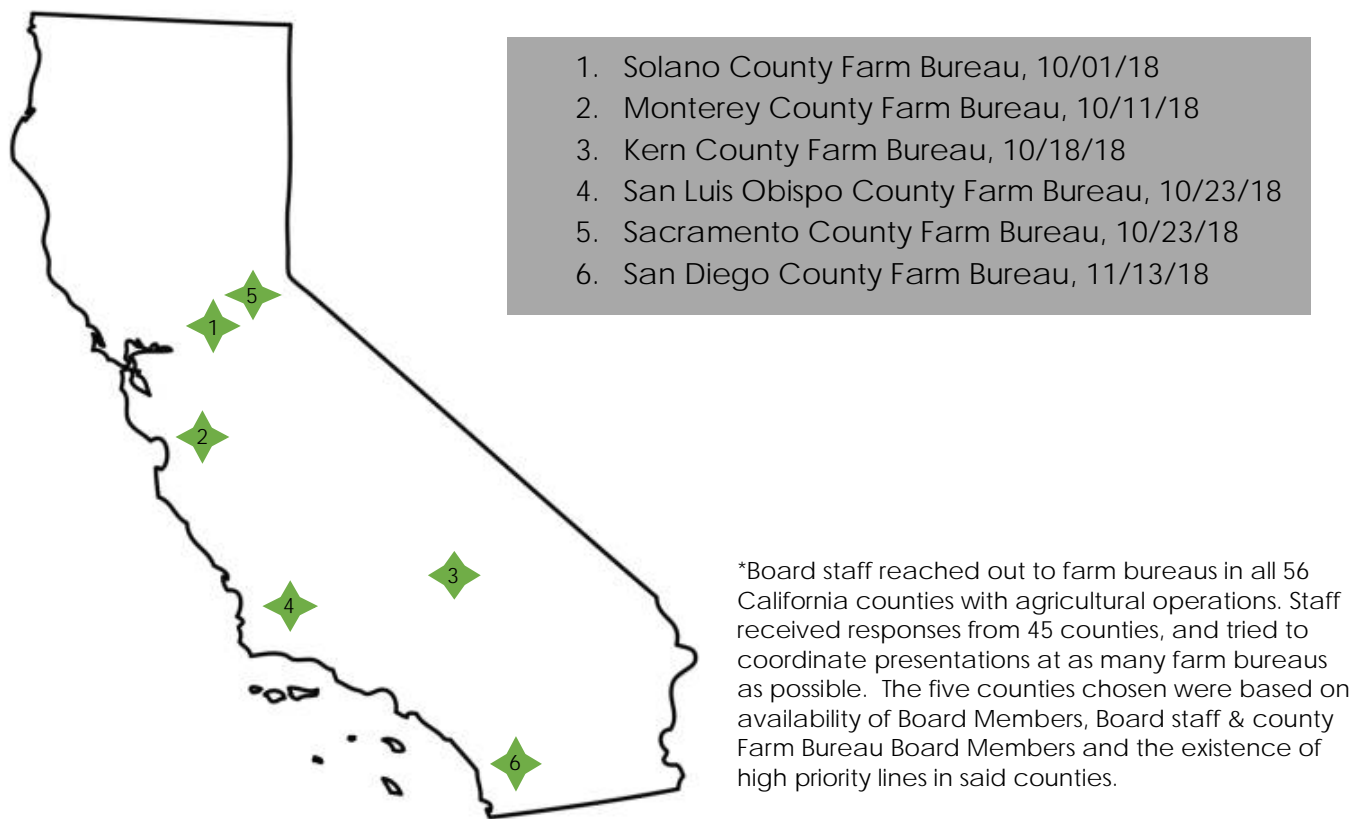 1. Solano County Farm Bureau, 10/01/18
2. Monterey County Farm Bureau, 10/11/18
3. Kern County Farm Bureau, 10/18/18
4. San Luis Obispo County Farm Bureau, 10/23/18
5. Sacramento County Farm Bureau, 10/23/18
6. San Diego County Farm Bureau, 11/13/18
5
1
2
3
4
6
*Board staff reached out to farm bureaus in all 56
California counties with agricultural operations. Staff
received responses from 45 counties, and tried to
coordinate presentations at as many farm bureaus
as possible.  The five counties chosen were based on
availability of Board Members, Board staff & county
Farm Bureau Board Members and the existence of
high priority lines in said counties.